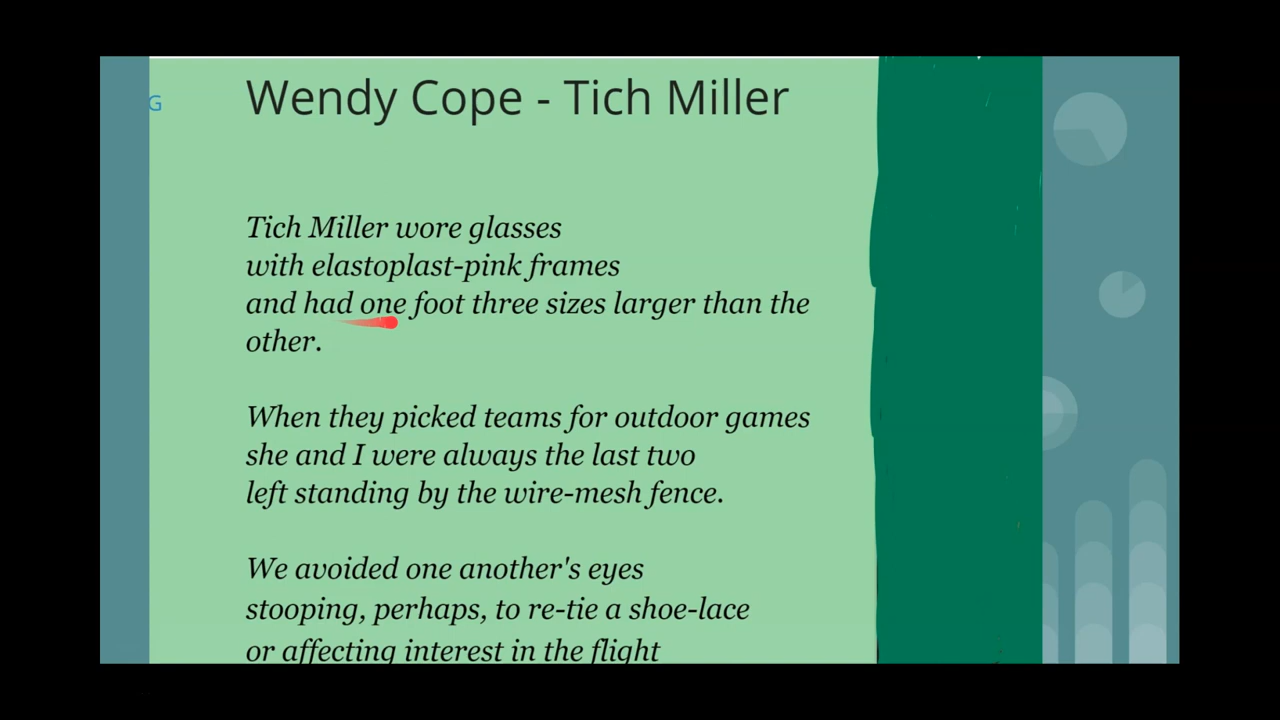 G
Wendy Cope - Tich Miller
Tich Miller wore glasses
with elastoplast-pink frames
and had one foot three sizes larger than the
other.
When they picked teams for outdoor games
she and I were always the last two
left standing by the wire-mesh fence.
We avoided one another's eyes
stooping, perhaps, to re-tie a shoe-lace
or affecting interest in the flight